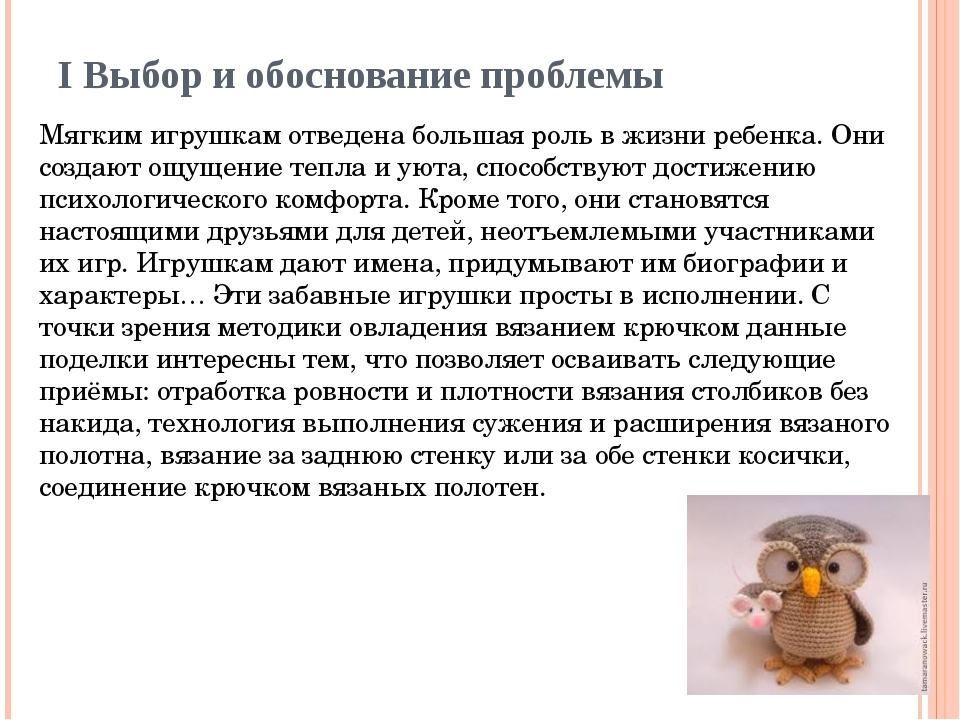 I Выбор и обоснование проблемы
Мягким игрушкам отведена большая роль в жизни ребенка. Они
создают ощущение тепла и уюта, способствуют достижению
психологического комфорта. Кроме того, они становятся
настоящими друзьями для детей, неотъемлемыми участниками
их игр. Игрушкам дают имена, придумывают им биографии и
характеры… Эти забавные игрушки просты в исполнении. С
точки зрения методики овладения вязанием крючком данные
поделки интересны тем, что позволяет осваивать следующие
приёмы: отработка ровности и плотности вязания столбиков без
накида, технология выполнения сужения и расширения вязаного
полотна, вязание за заднюю стенку или за обе стенки косички,
соединение крючком вязаных полотен.
tamaranowack.livemaster.ru